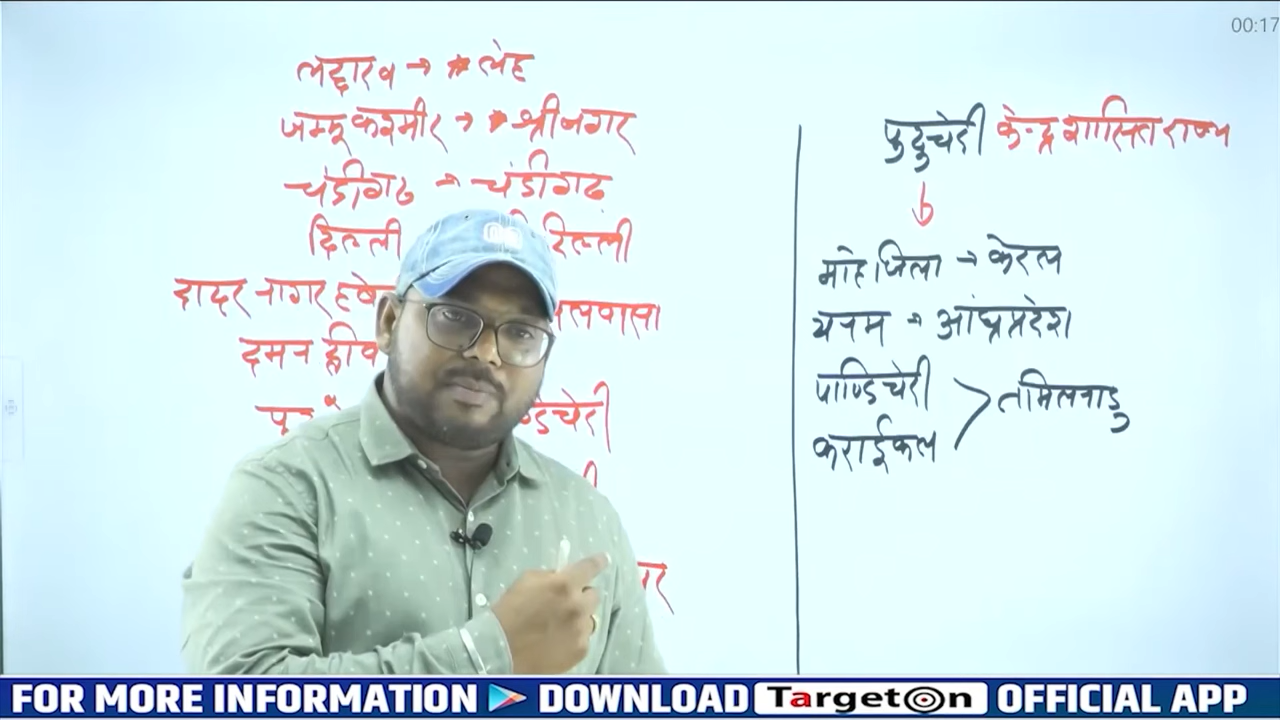 00:17
लद्दाख → लेह
जम्मू कश्मीर → श्रीनगर
चंडीगढ → चंडीगढ
दिल्ली दिल्ली
दादर नागर हवे लवासा
दमन द्वीव
डिचेरी
पुदुचेरी केन्द्र शासित राज्य
माहे जिला → केरल
यनम → आंध्रप्रदेश
पाण्डिचेरी
कराईकल > तमिलनाडु
FOR MORE INFORMATION DOWNLOAD Targeton OFFICIAL APP